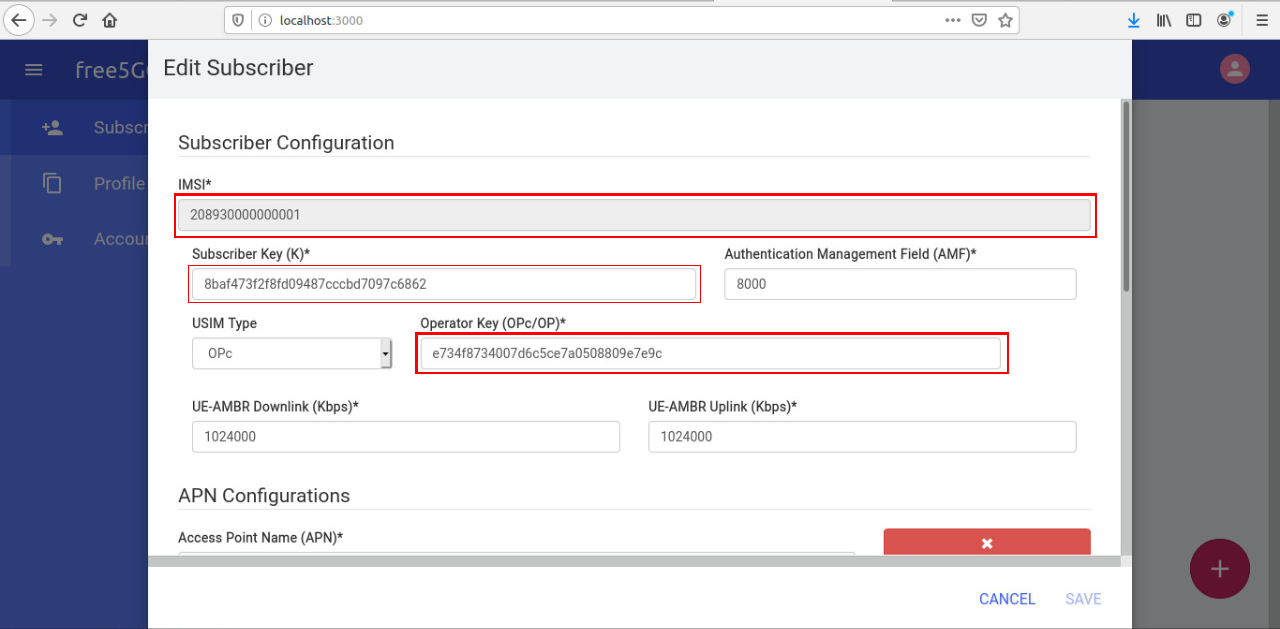 localhost:3000
free5G
Edit Subscriber
Subscr
Profile
Accou
Subscriber Configuration
IMSI*
208930000000001
Subscriber Key (K)*
Authentication Management Field (AMF)*
8baf473f2f8fd09487cccbd7097c6862
8000
USIM Type
Operator Key (OPc/OP)*
OPc
e734f8734007d6c5ce7a0508809e7e9c
UE-AMBR Downlink (Kbps)*
UE-AMBR Uplink (Kbps)*
1024000
1024000
APN Configurations
Access Point Name (APN)*
CANCEL
SAVE